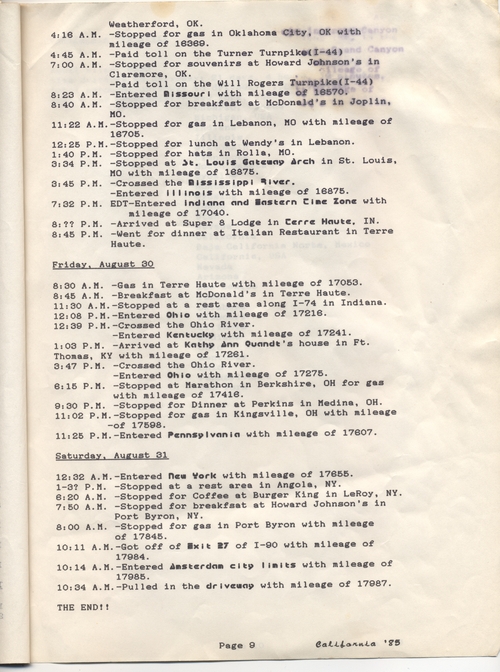 Weatherford, OK.
4:16 A.M. -Stopped for gas in Oklahoma City, OK with
mileage of 16369.
4:45 A.M. -Paid toll on the Turner Turnpike(I-44)
7:00 A.M. -Stopped for souvenirs at Howard Johnson's in
Claremore, OK.
-Paid toll on the Will Rogers Turnpike(I-44)
8:23 A.M. -Entered Missouri with mileage of 16570.
8:40 A.M. -Stopped for breakfast at McDonald's in Joplin,
MO.
11:22 A.M.-Stopped for gas in Lebanon, MO with mileage of
16705.
12:25 P.M.-Stopped for lunch at Wendy's in Lebanon.
1:40 P.M. -Stopped for hats in Rolla, MO.
3:34 P.M. -Stopped at St. Louis Gateway Arch in St. Louis,
MO with mileage of 16875.
3:45 P.M. -Crossed the Mississippi River.
-Entered Illinois with mileage of 16875.
7:32 P.M. EDT-Entered Indiana and Eastern Time Zone with
mileage of 17040.
8:?? P.M. -Arrived at Super 8 Lodge in Terre Haute, IN.
8:45 P.M. -Went for dinner at Italian Restaurant in Terre
Haute.
Friday, August 30
8:30 A.M. -Gas in Terre Haute with mileage of 17053.
8:45 A.M. -Breakfast at McDonald's in Terre Haute.
11:30 A.M.-Stopped at a rest area along I-74 in Indiana.
12:08 P.M.-Entered Ohio with mileage of 17216.
12:39 P.M.-Crossed the Ohio River.
-Entered Kentucky with mileage of 17241.
1:03 P.M. -Arrived at Kathy Ann Quandt's house in Ft.
Thomas, KY with mileage of 17261.
3:47 P.M. -Crossed the Ohio River.
-Entered Ohio with mileage of 17275.
6:15 P.M. -Stopped at Marathon in Berkshire, OH for gas
with mileage of 17416.
9:30 P.M. -Stopped for Dinner at Perkins in Medina, OH.
11:02 P.M.-Stopped for gas in Kingsville, OH with mileage
-of 17598.
11:25 P.M.-Entered Pennsylvania with mileage of 17607.
Saturday, August 31
12:32 A.M.-Entered New York with mileage of 17655.
1-3? P.M. -Stopped at a rest area in Angola, NY.
6:20 A.M. -Stopped for Coffee at Burger King in LeRoy, NY.
7:50 A.M. -Stopped for breakfast at Howard Johnson's in
Port Byron, NY.
8:00 A.M. -Stopped for gas in Port Byron with mileage
of 17845.
10:11 A.M.-Got off of Exit 27 of I-90 with mileage of
17984.
10:14 A.M.-Entered Amsterdam city limits with mileage of
17985.
10:34 A.M.-Pulled in the driveway with mileage of 17987.
THE END!!
Page 9 California '85